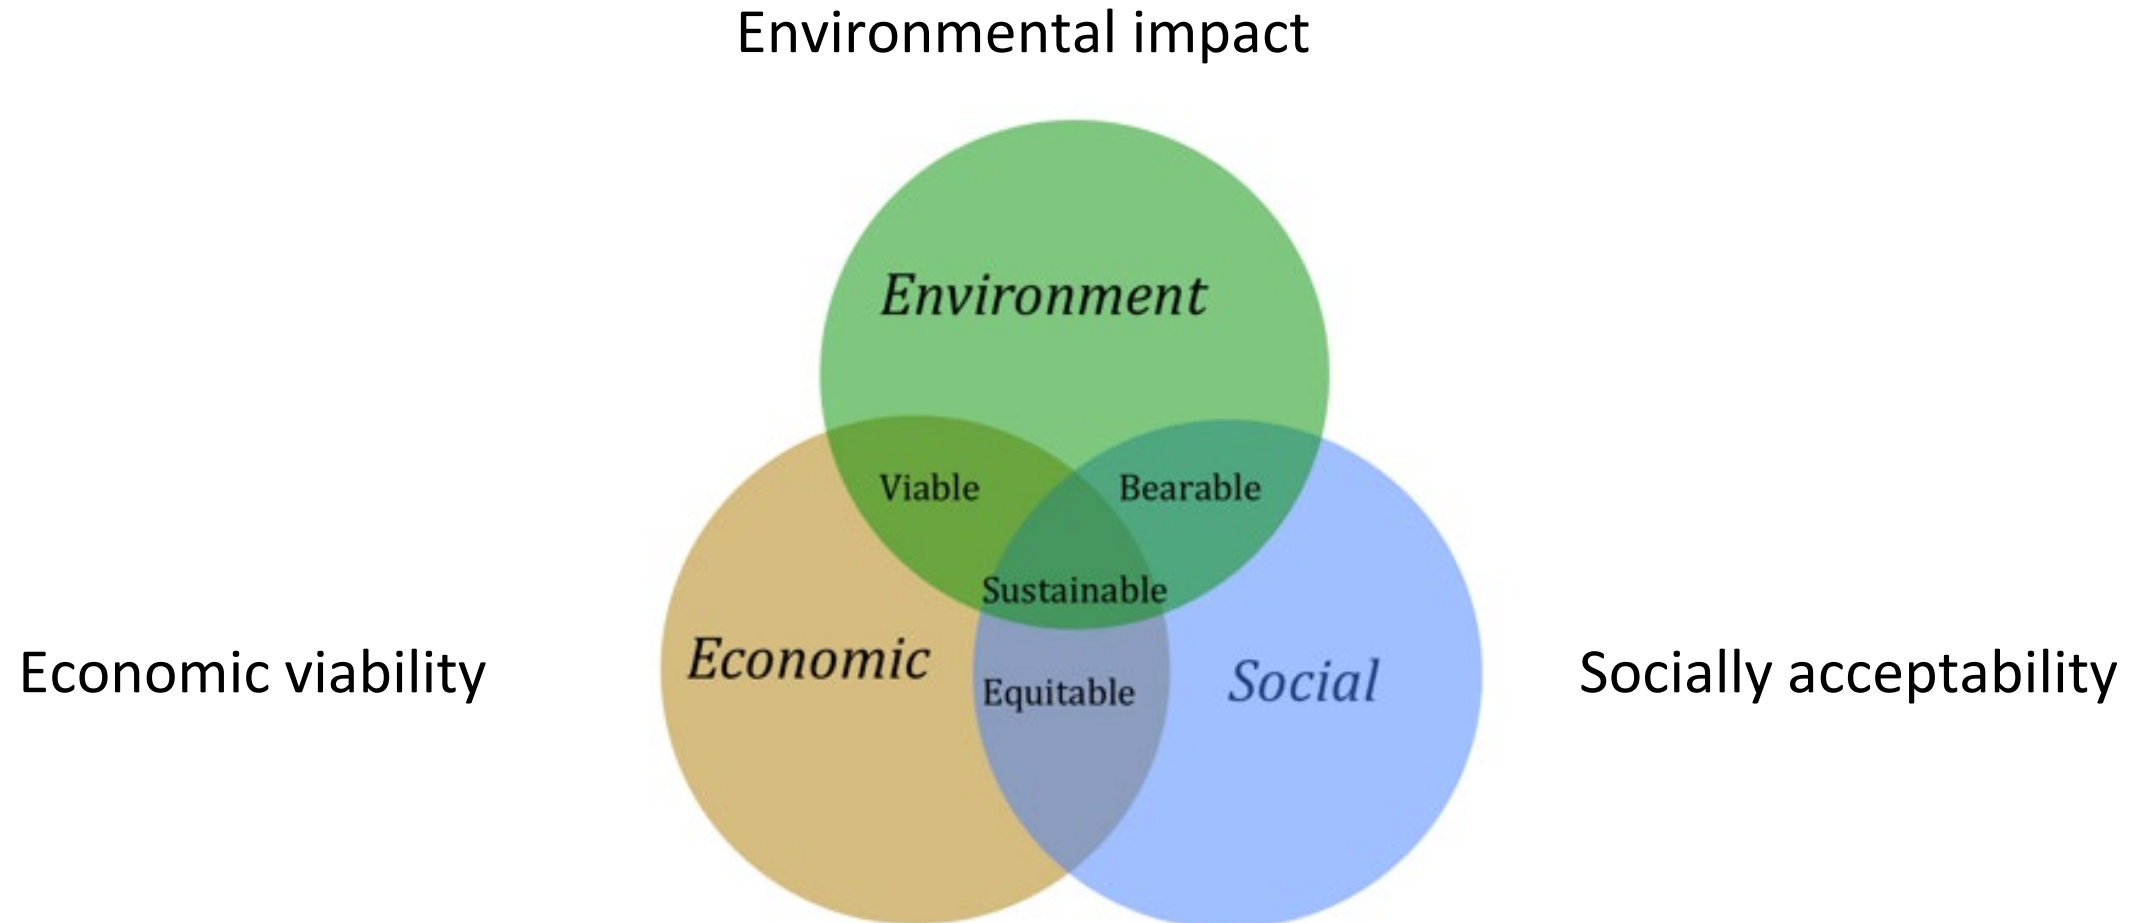 Environmental impact
Environment
Viable
Bearable
Sustainable
Economic
Equitable
Social
Economic viability
Socially acceptability